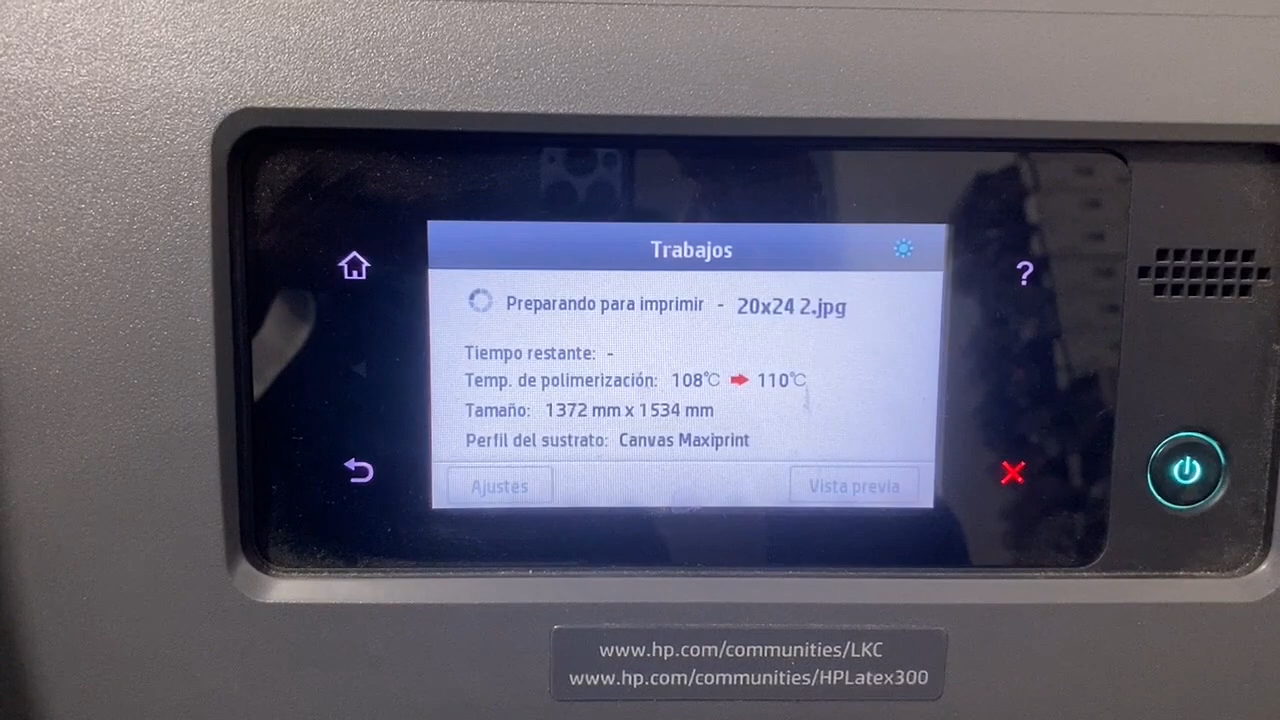 Trabajos
Preparando para imprimir - 20x24 2.jpg
Tiempo restante: -
Temp. de polimerización: 108℃ 110℃
Tamaño: 1372 mm x 1534 mm
Perfil del sustrato: Canvas Maxiprint
Ajustes Vista previa
?
www.hp.com/communities/LKC
www.hp.com/communities/HPLatex300